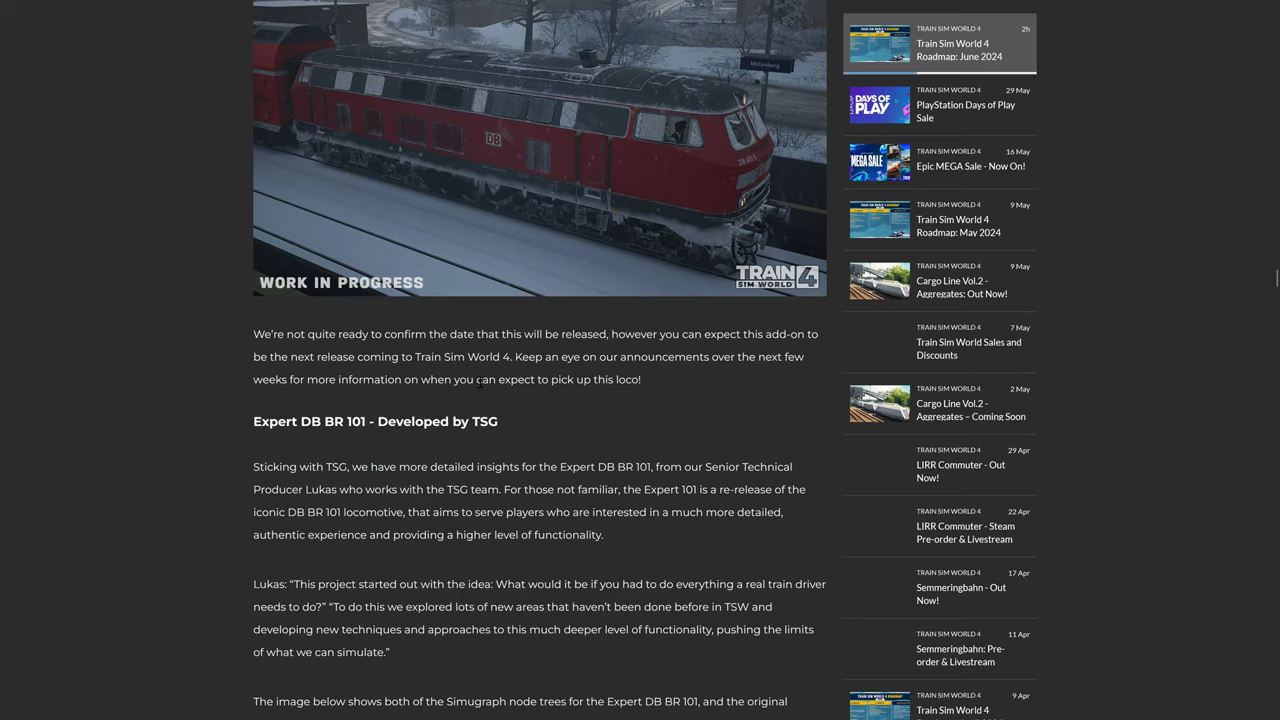 DB
Mittenberg
WORK IN PROGRESS
TRAIN
SIM WORLD 4
We’re not quite ready to confirm the date that this will be released, however you can expect this add-on to
be the next release coming to Train Sim World 4. Keep an eye on our announcements over the next few
weeks for more information on when you can expect to pick up this loco!
Expert DB BR 101 - Developed by TSG
Sticking with TSG, we have more detailed insights for the Expert DB BR 101, from our Senior Technical
Producer Lukas who works with the TSG team. For those not familiar, the Expert 101 is a re-release of the
iconic DB BR 101 locomotive, that aims to serve players who are interested in a much more detailed,
authentic experience and providing a higher level of functionality.
Lukas: “This project started out with the idea: What would it be if you had to do everything a real train driver
needs to do?” “To do this we explored lots of new areas that haven’t been done before in TSW and
developing new techniques and approaches to this much deeper level of functionality, pushing the limits
of what we can simulate.”
The image below shows both of the Simugraph node trees for the Expert DB BR 101, and the original
TRAIN SIM WORLD 4 2h
Train Sim World 4
Roadmap: June 2024
DAYS OF
PLAY
TRAIN SIM WORLD 4 29 May
PlayStation Days of Play
Sale
MEGA SALE
TRAIN SIM WORLD 4 16 May
Epic MEGA Sale - Now On!
TRAIN SIM WORLD 4 9 May
Train Sim World 4
Roadmap: May 2024
TRAIN SIM WORLD 4 9 May
Cargo Line Vol.2 -
Aggregates: Out Now!
TRAIN SIM WORLD 4 7 May
Train Sim World Sales and
Discounts
TRAIN SIM WORLD 4 2 May
Cargo Line Vol.2 -
Aggregates – Coming Soon
TRAIN SIM WORLD 4 29 Apr
LIRR Commuter - Out
Now!
TRAIN SIM WORLD 4 22 Apr
LIRR Commuter - Steam
Pre-order & Livestream
TRAIN SIM WORLD 4 17 Apr
Semmeringbahn - Out
Now!
TRAIN SIM WORLD 4 11 Apr
Semmeringbahn: Pre-
order & Livestream
TRAIN SIM WORLD 4 9 Apr
Train Sim World 4